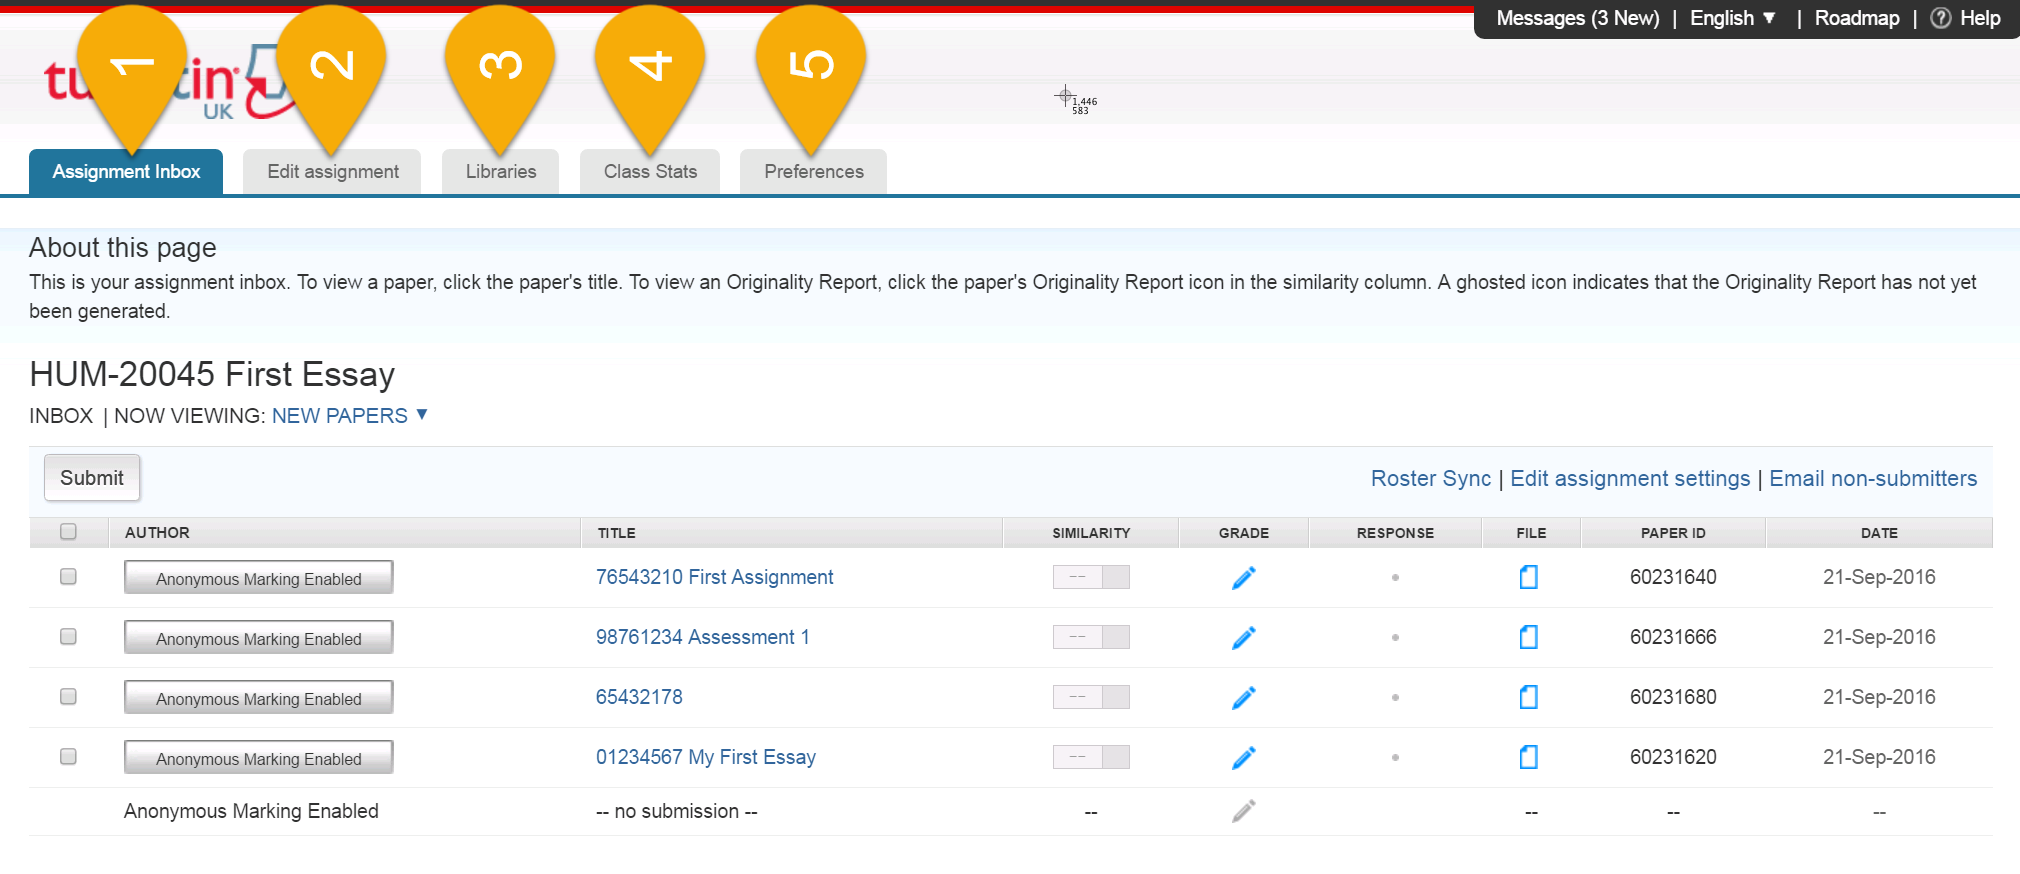 Messages (3 New) | English ▼ | Roadmap | ? Help
1 2 3 4 5
tu tin UK
1,446
583
Assignment Inbox Edit assignment Libraries Class Stats Preferences
About this page
This is your assignment inbox. To view a paper, click the paper's title. To view an Originality Report, click the paper's Originality Report icon in the similarity column. A ghosted icon indicates that the Originality Report has not yet
been generated.
HUM-20045 First Essay
INBOX | NOW VIEWING: NEW PAPERS ▼
Submit Roster Sync | Edit assignment settings | Email non-submitters
AUTHOR TITLE SIMILARITY GRADE RESPONSE FILE PAPER ID DATE
Anonymous Marking Enabled 76543210 First Assignment -- 60231640 21-Sep-2016
Anonymous Marking Enabled 98761234 Assessment 1 -- 60231666 21-Sep-2016
Anonymous Marking Enabled 65432178 -- 60231680 21-Sep-2016
Anonymous Marking Enabled 01234567 My First Essay -- 60231620 21-Sep-2016
Anonymous Marking Enabled -- no submission -- -- -- -- --